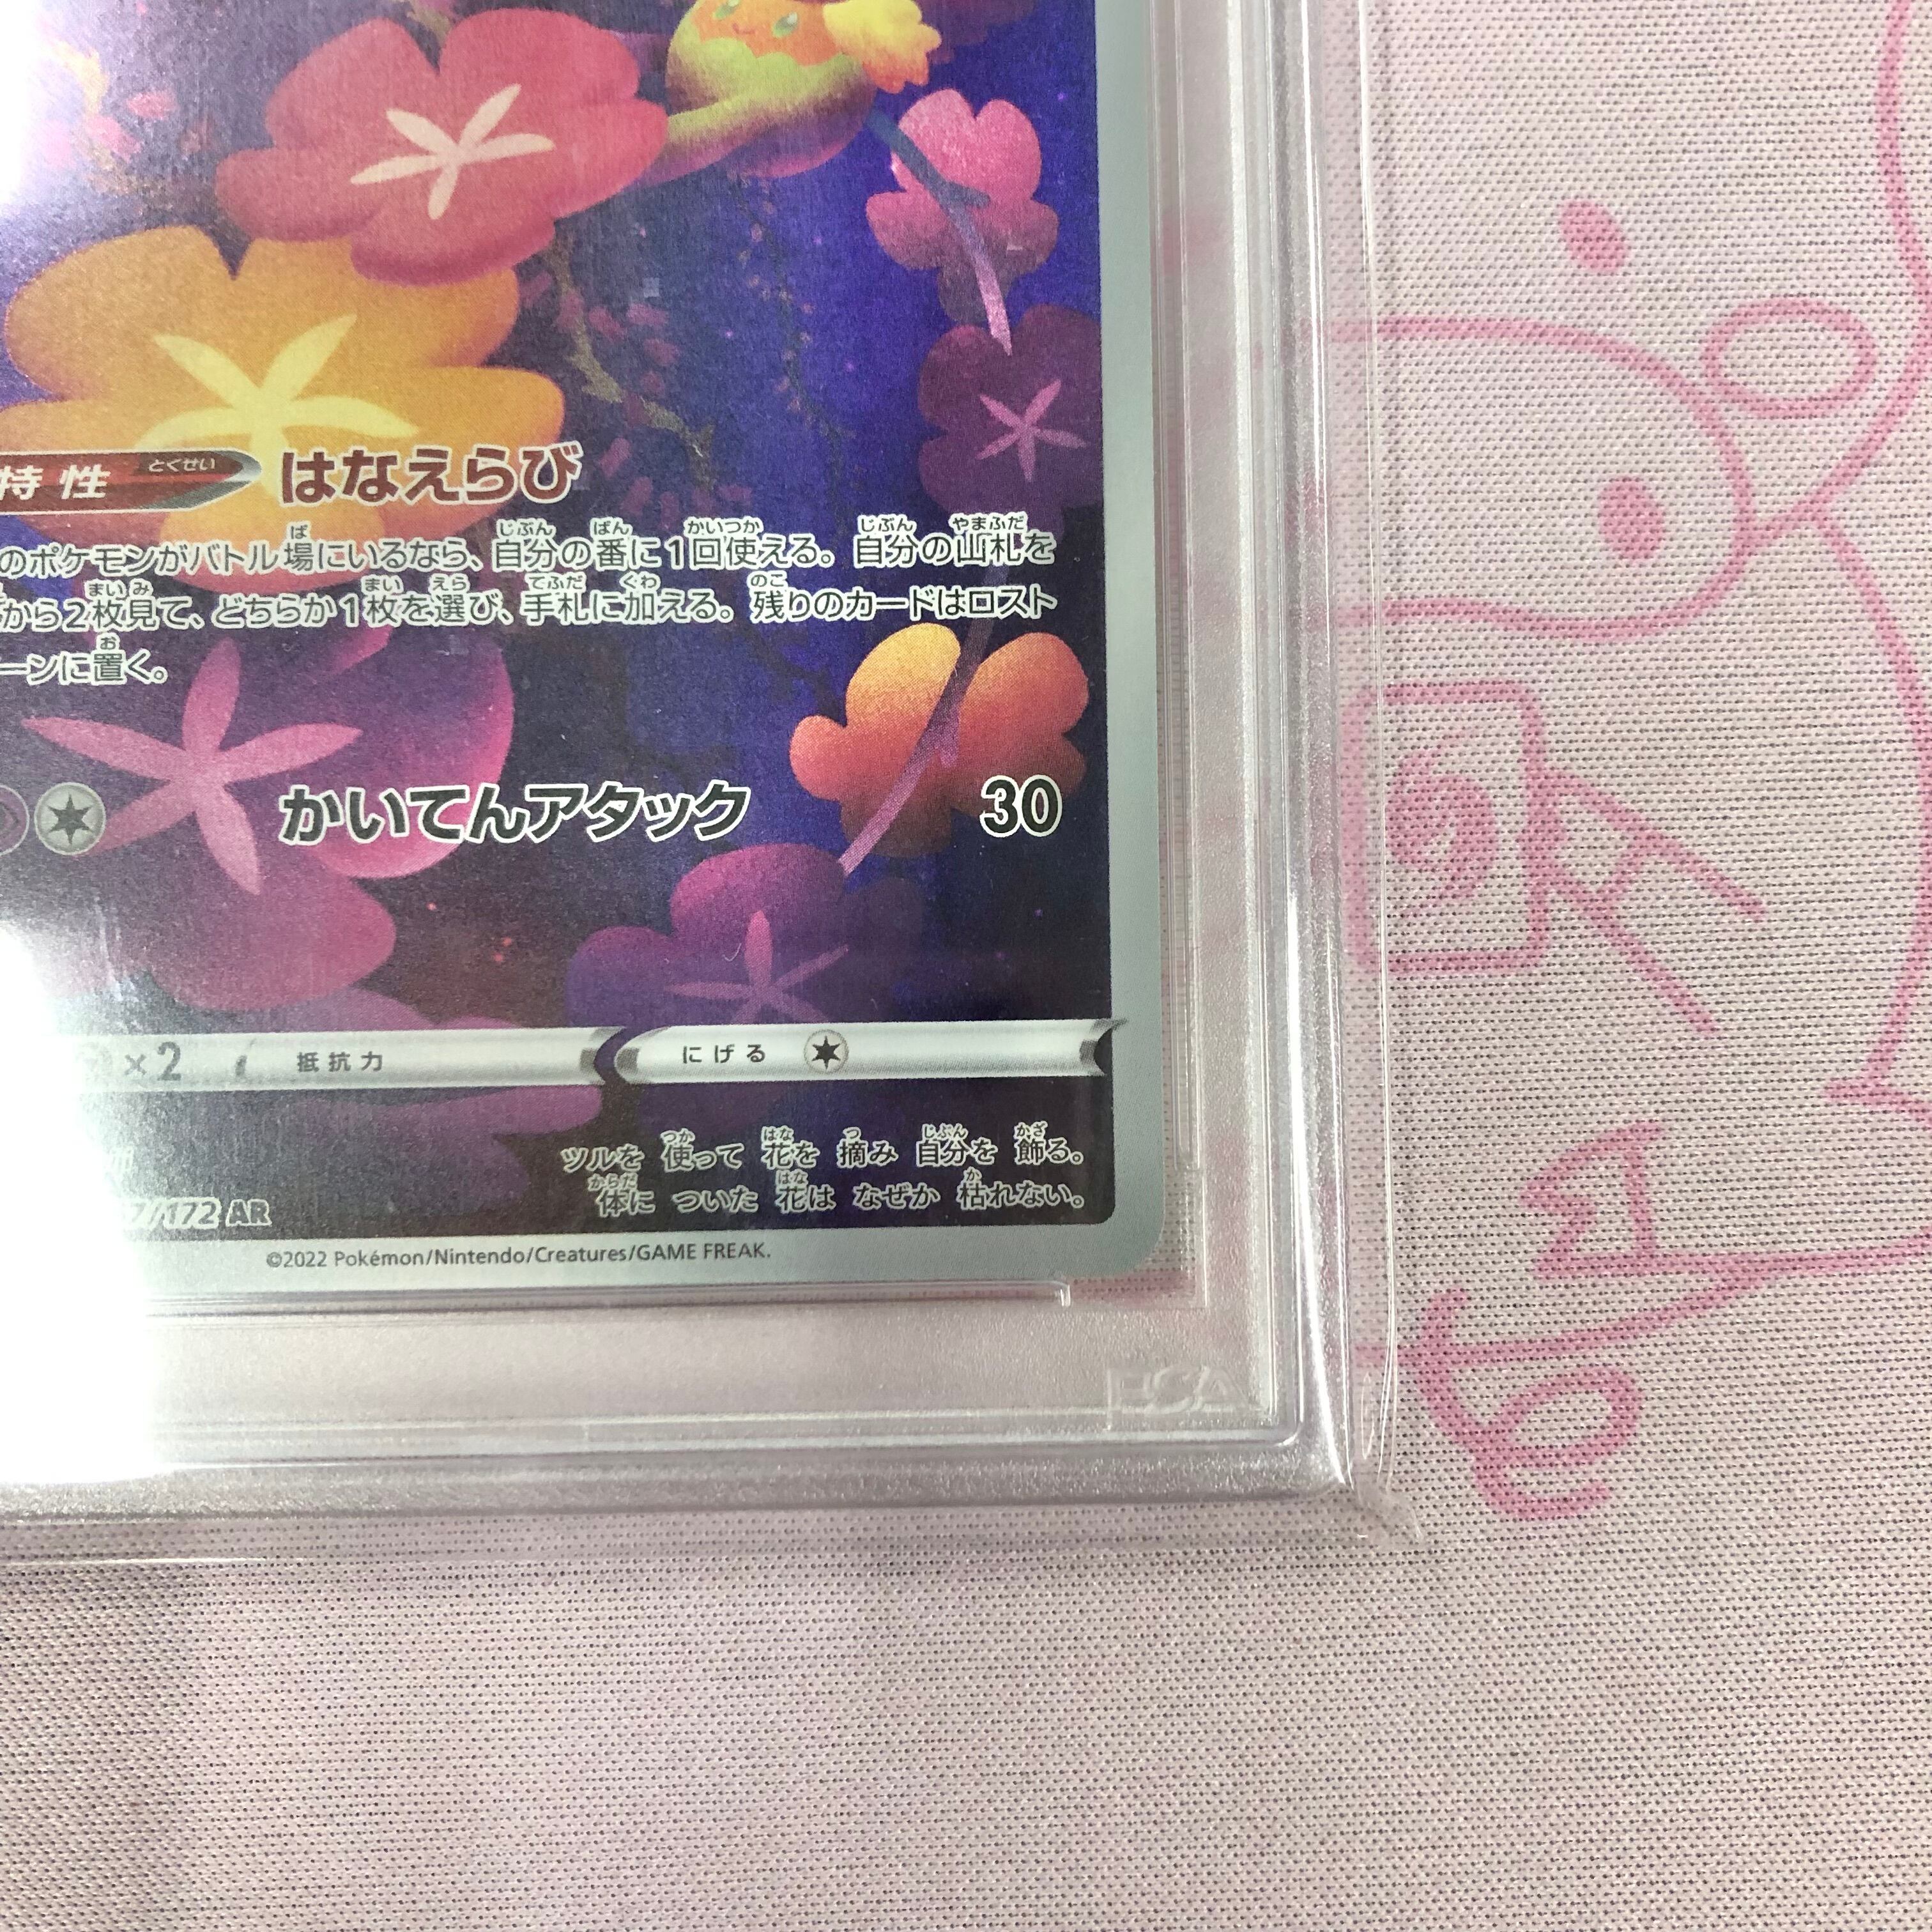 特性 とくせい はなえらび
のポケモンがバトル場にいるなら、自分の番に1回使える。自分の山札を
から2枚見て、どちらか1枚を選び、手札に加える。残りのカードはロスト
ーンに置く。
かいてんアタック 30
×2 抵抗力 にげる
ツルを 使って 花を 摘み 自分を 飾る。
体に ついた 花は なぜか 枯れない。
7/172 AR
©2022 Pokémon/Nintendo/Creatures/GAME FREAK.
PSA